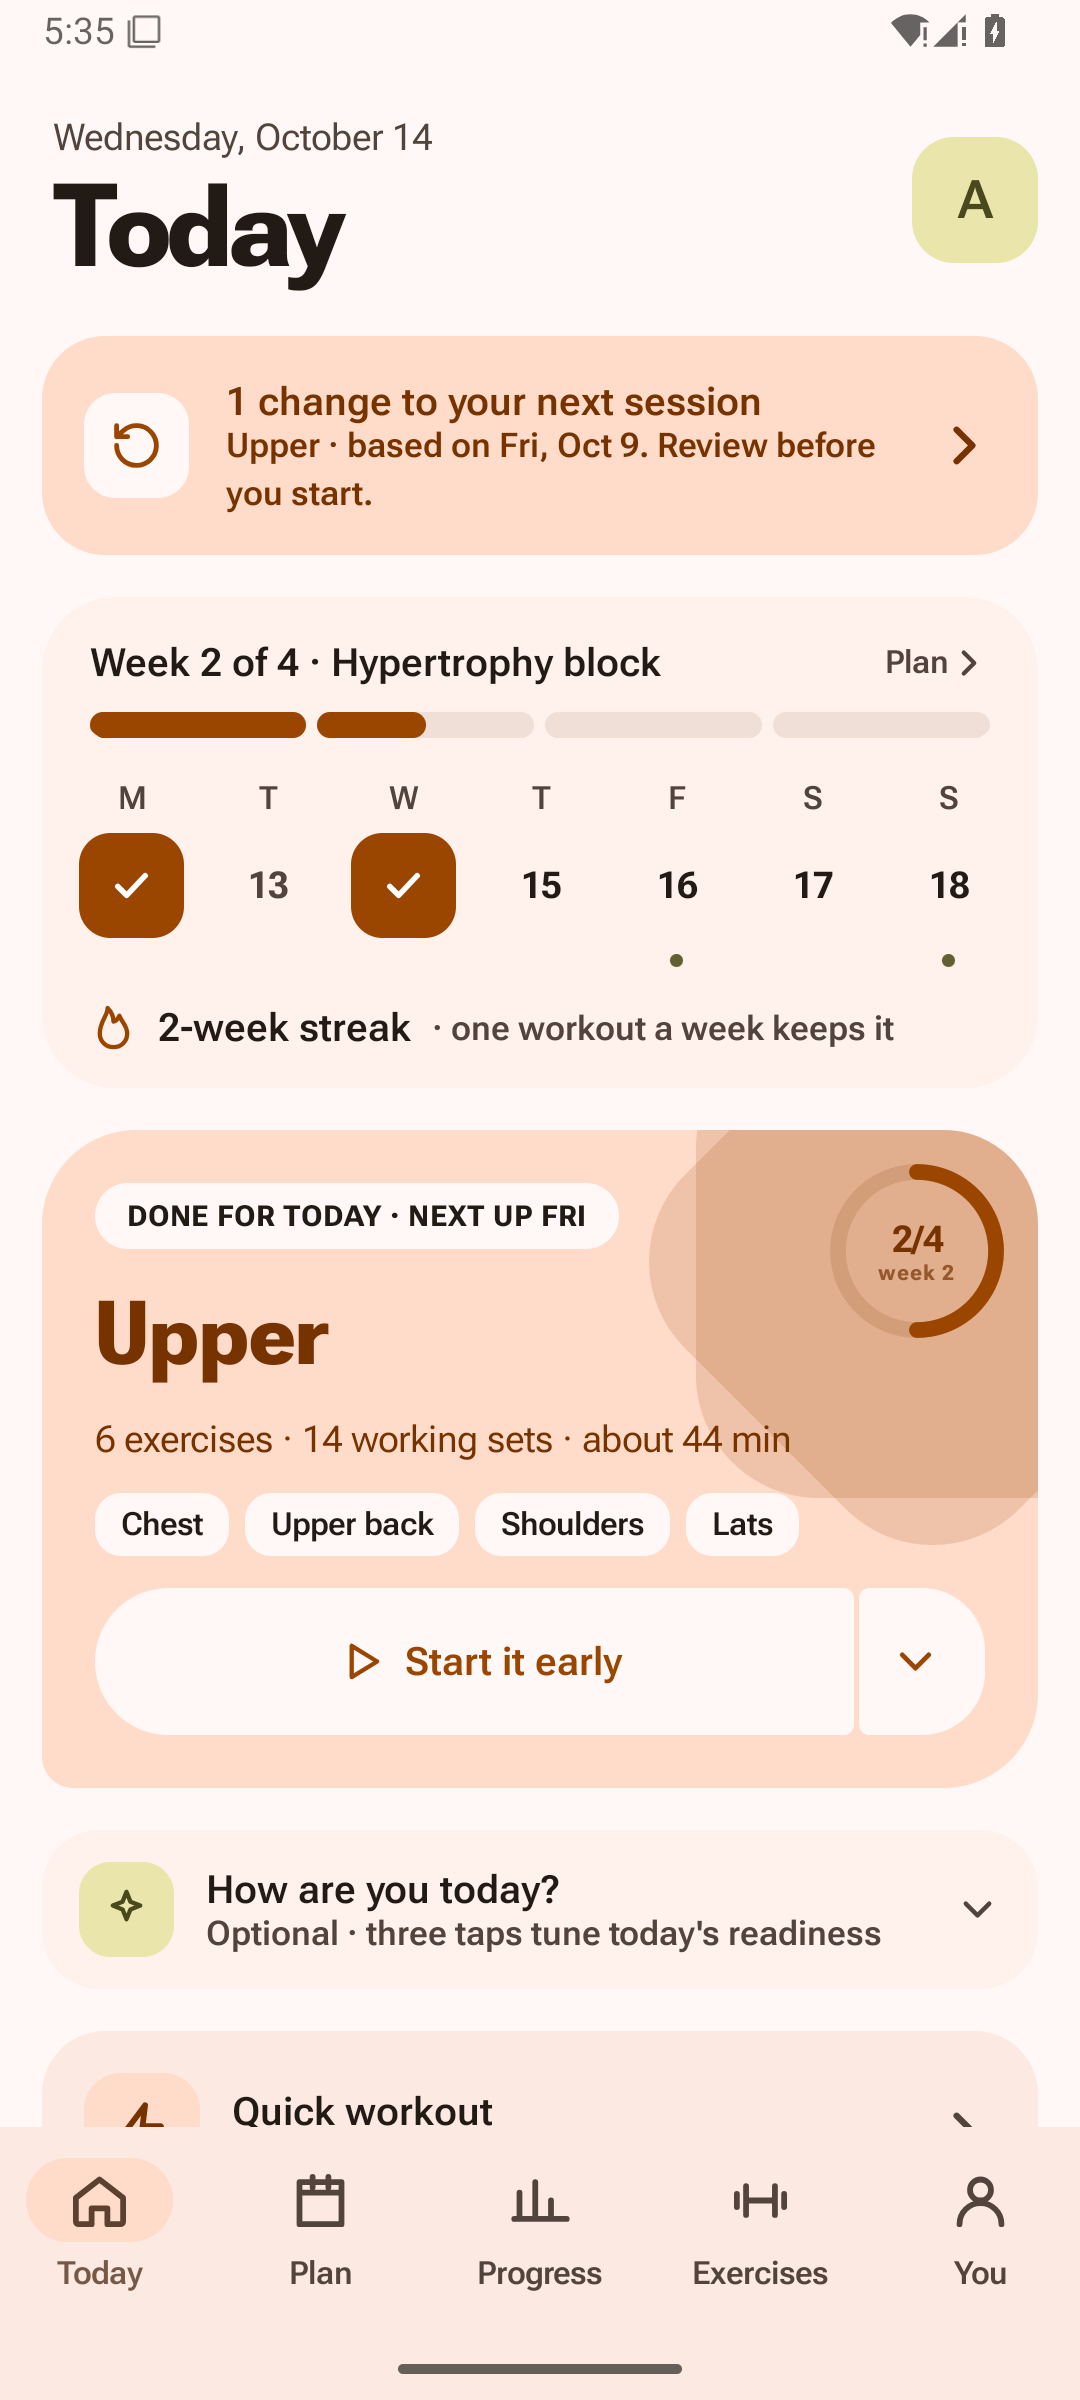 5:35
Wednesday, October 14
Today
A
1 change to your next session
Upper · based on Fri, Oct 9. Review before
you start.
Week 2 of 4 · Hypertrophy block
Plan
M T W T F S S
13 15 16 17 18
2-week streak · one workout a week keeps it
DONE FOR TODAY · NEXT UP FRI
2/4
week 2
Upper
6 exercises · 14 working sets · about 44 min
Chest Upper back Shoulders Lats
Start it early
How are you today?
Optional · three taps tune today's readiness
Quick workout
Today Plan Progress Exercises You